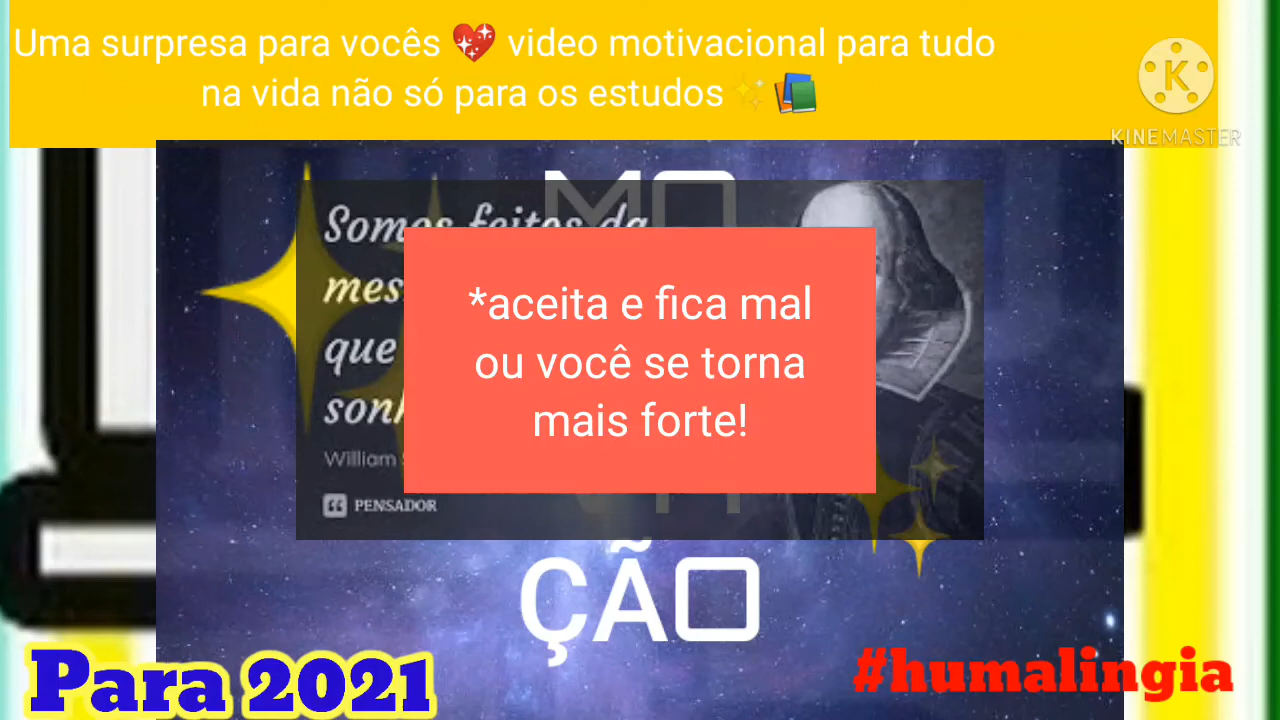 Uma surpresa para vocês 💖 video motivacional para tudo
na vida não só para os estudos✨📚
KINEMASTER
MO
Somos feitos da
mes
que
sonh
William
*aceita e fica mal
ou você se torna
mais forte!
PENSADOR
ÇÃO
Para 2021
#humalingia